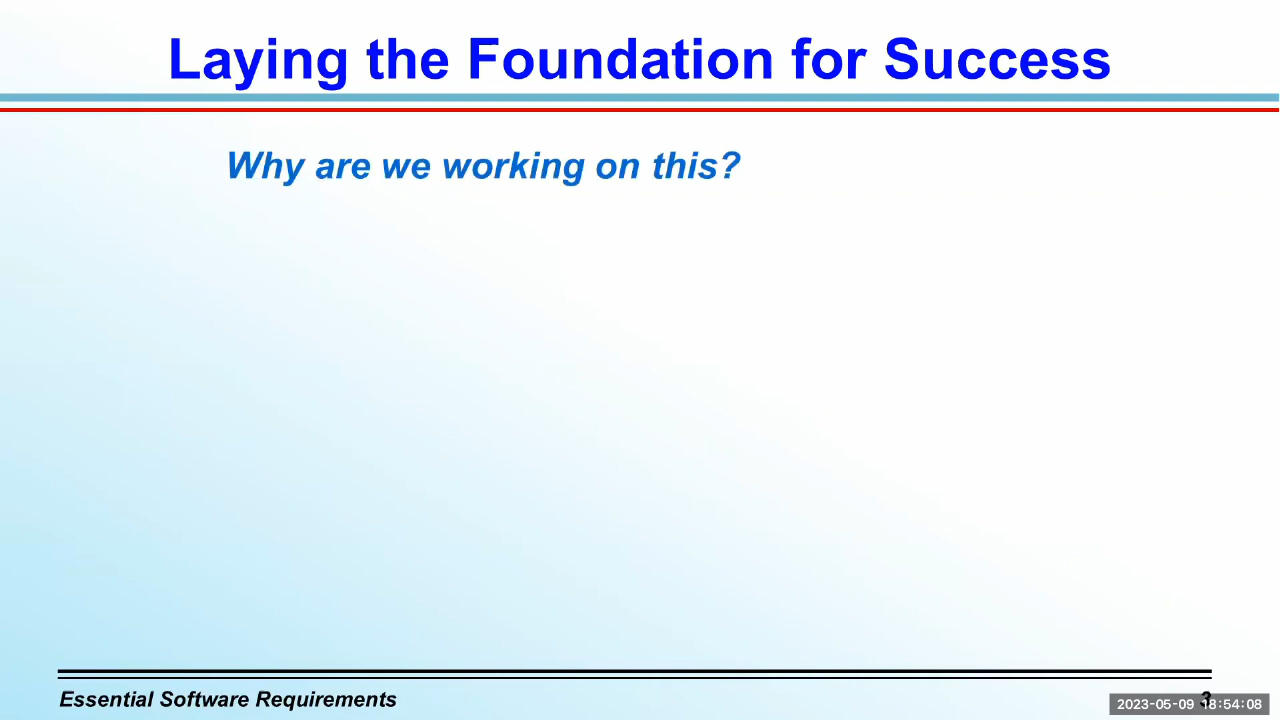 Laying the Foundation for Success
Why are we working on this?
Essential Software Requirements
3
2023-05-09 18:54:08